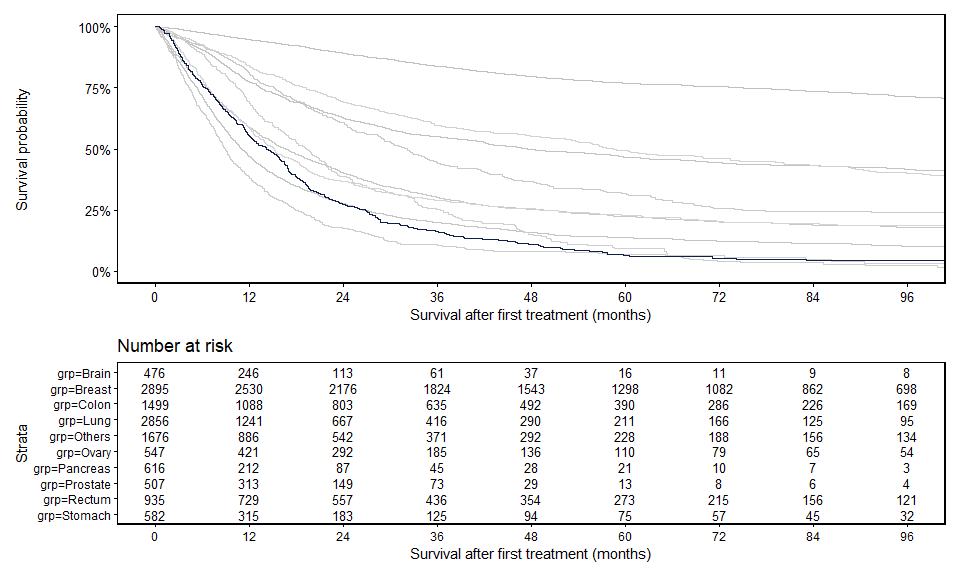 Survival probability
100%
75%
50%
25%
0%
0 12 24 36 48 60 72 84 96
Survival after first treatment (months)
Number at risk
Strata
grp=Brain 476 246 113 61 37 16 11 9 8
grp=Breast 2895 2530 2176 1824 1543 1298 1082 862 698
grp=Colon 1499 1088 803 635 492 390 286 226 169
grp=Lung 2856 1241 667 416 290 211 166 125 95
grp=Others 1676 886 542 371 292 228 188 156 134
grp=Ovary 547 421 292 185 136 110 79 65 54
grp=Pancreas 616 212 87 45 28 21 10 7 3
grp=Prostate 507 313 149 73 29 13 8 6 4
grp=Rectum 935 729 557 436 354 273 215 156 121
grp=Stomach 582 315 183 125 94 75 57 45 32
0 12 24 36 48 60 72 84 96
Survival after first treatment (months)